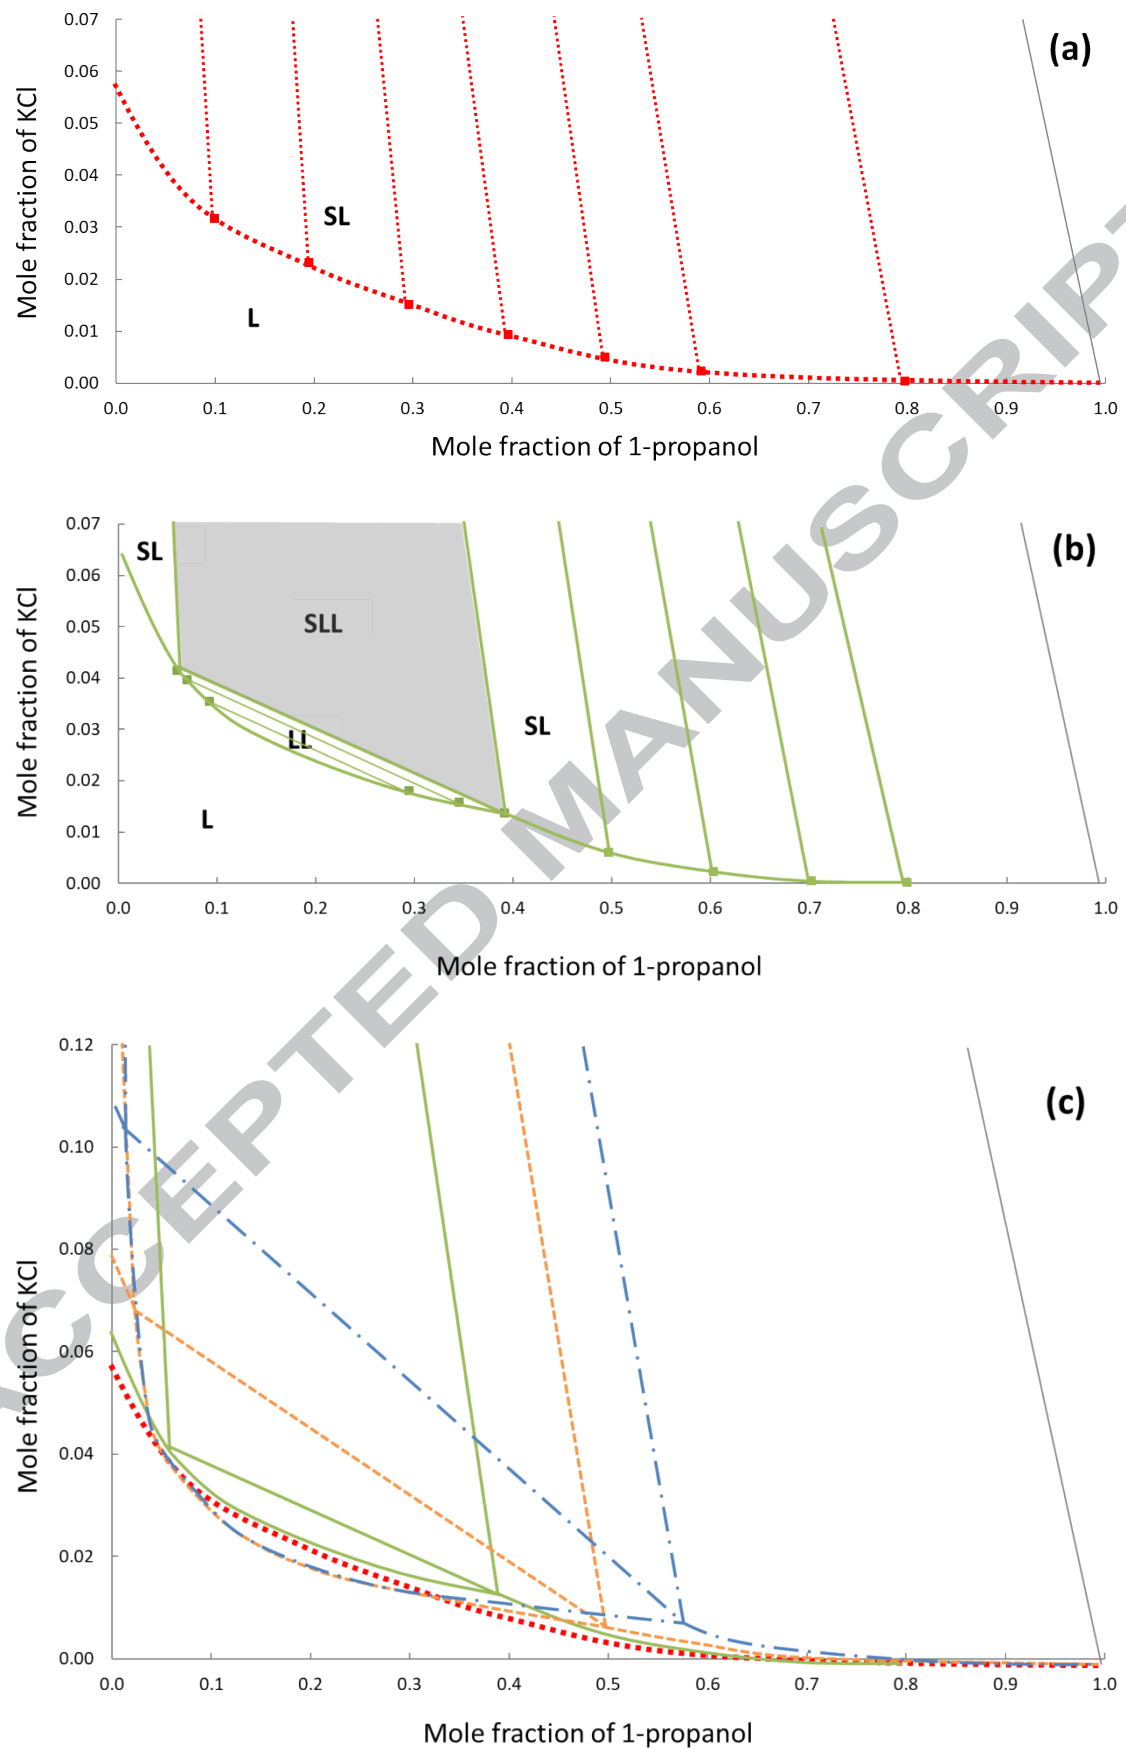 0.07
(a)
0.06
0.05
0.04
0.03
SL
0.02
L
0.01
0.00
0.0 0.1 0.2 0.3 0.4 0.5 0.6 0.7 0.8 0.9 1.0
Mole fraction of KCl
Mole fraction of 1-propanol
0.07
(b)
SL
0.06
0.05
SLL
0.04
0.03
SL
LL
0.02
L
0.01
0.00
0.0 0.1 0.2 0.3 0.4 0.5 0.6 0.7 0.8 0.9 1.0
Mole fraction of KCl
Mole fraction of 1-propanol
0.12
(c)
0.10
0.08
0.06
0.04
0.02
0.00
0.0 0.1 0.2 0.3 0.4 0.5 0.6 0.7 0.8 0.9 1.0
Mole fraction of KCl
Mole fraction of 1-propanol
ACCEPTED MANUSCRIPT